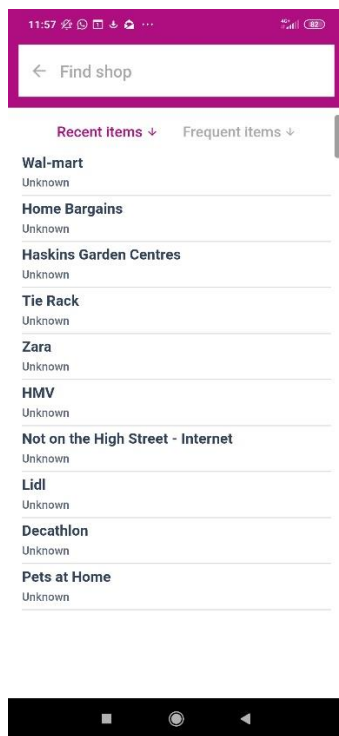 11:57
4G+
82
Find shop
Recent items ↓ Frequent items ↓
Wal-mart
Unknown
Home Bargains
Unknown
Haskins Garden Centres
Unknown
Tie Rack
Unknown
Zara
Unknown
HMV
Unknown
Not on the High Street - Internet
Unknown
Lidl
Unknown
Decathlon
Unknown
Pets at Home
Unknown